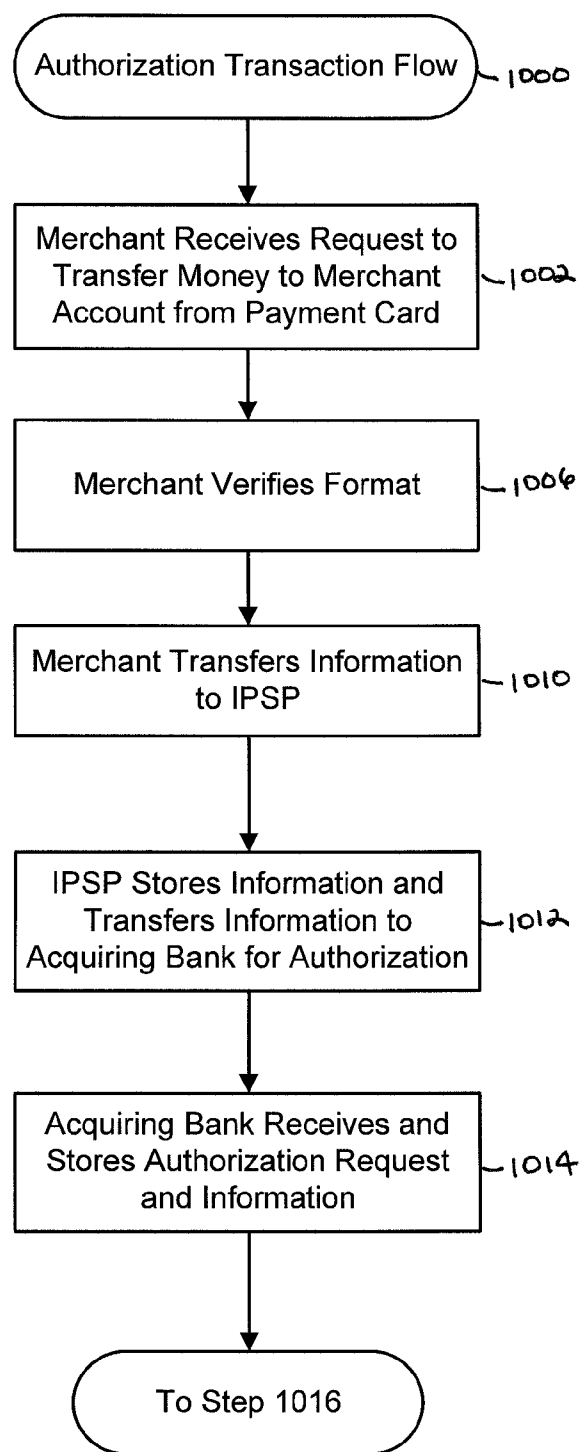 Authorization Transaction Flow
1000
Merchant Receives Request to
Transfer Money to Merchant
Account from Payment Card
1002
Merchant Verifies Format
1006
Merchant Transfers Information
to IPSP
1010
IPSP Stores Information and
Transfers Information to
Acquiring Bank for Authorization
1012
Acquiring Bank Receives and
Stores Authorization Request
and Information
1014
To Step 1016